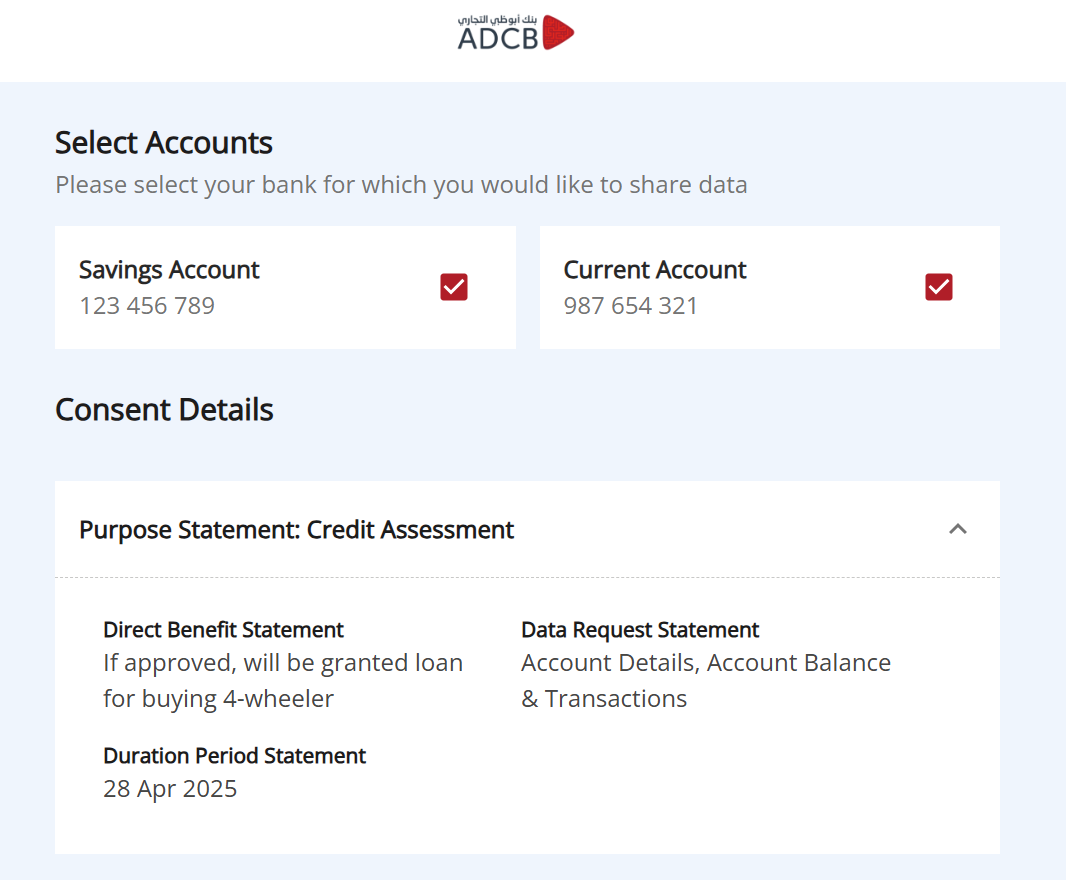 بنك أبوظبي التجاري
ADCB
Select Accounts
Please select your bank for which you would like to share data
Savings Account
123 456 789
Current Account
987 654 321
Consent Details
Purpose Statement: Credit Assessment
Direct Benefit Statement
If approved, will be granted loan
for buying 4-wheeler
Data Request Statement
Account Details, Account Balance
& Transactions
Duration Period Statement
28 Apr 2025